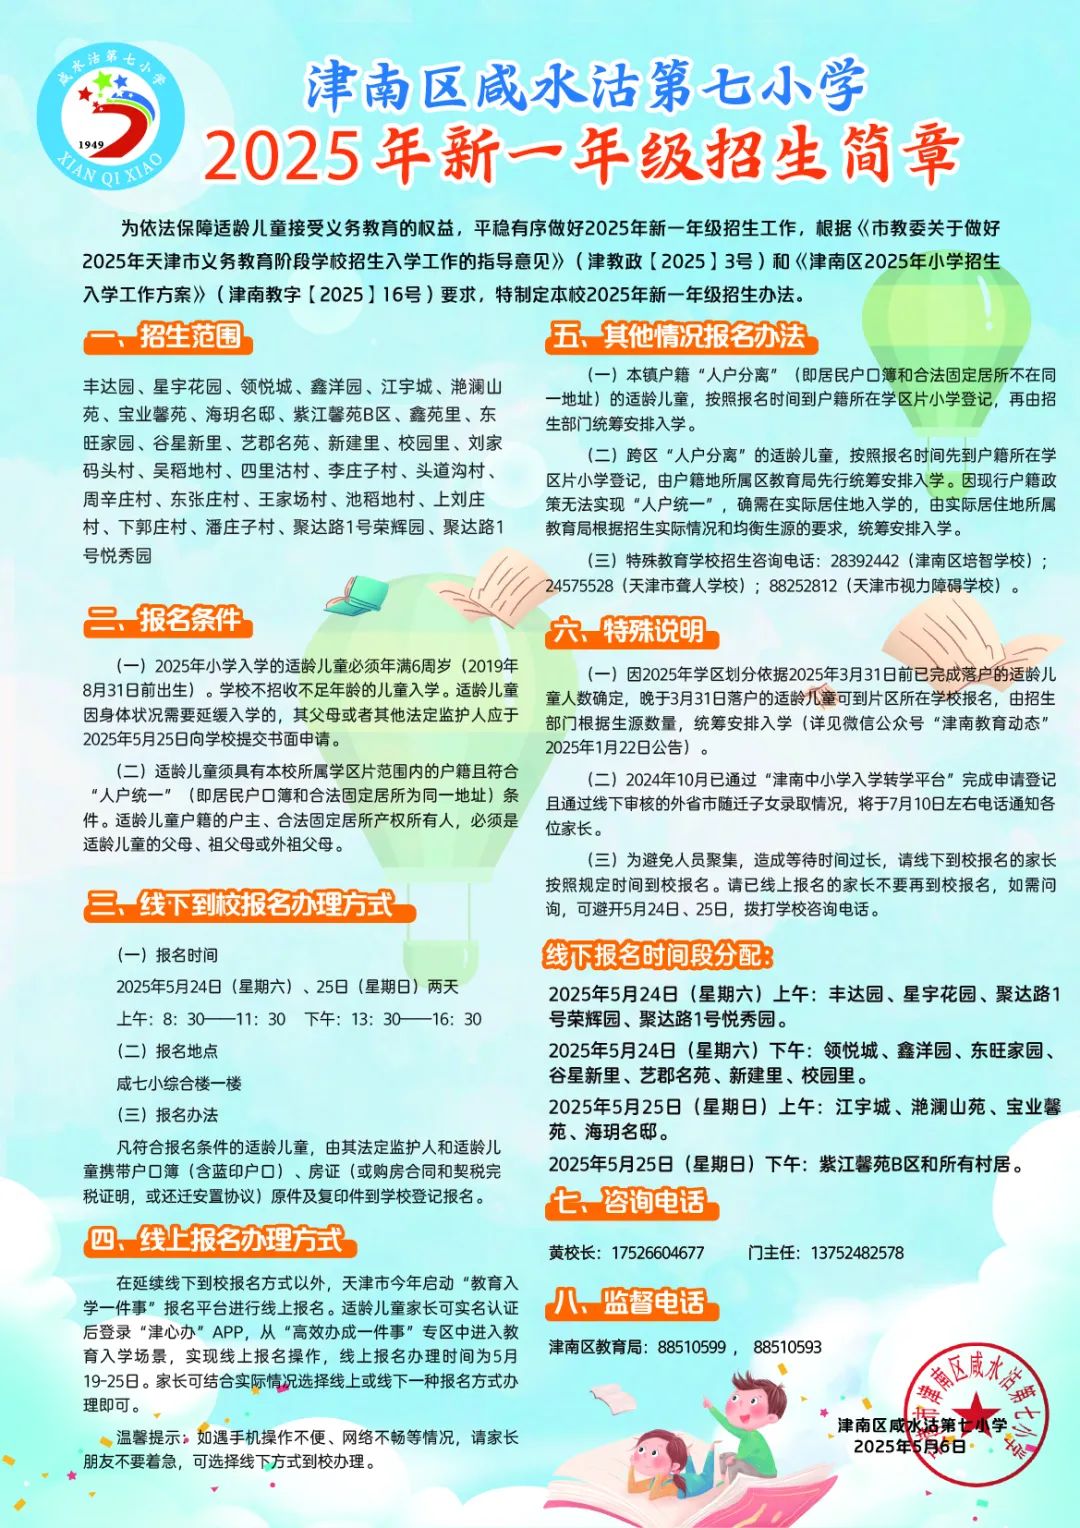 咸水沽第七小学
1949
XIAN QI XIAO
津南区咸水沽第七小学
2025年新一年级招生简章
为依法保障适龄儿童接受义务教育的权益，平稳有序做好2025年新一年级招生工作，根据《市教委关于做好
2025年天津市义务教育阶段学校招生入学工作的指导意见》（津教政【2025】3号）和《津南区2025年小学招生
入学工作方案》（津南教字【2025】16号）要求，特制定本校2025年新一年级招生办法。
一、招生范围
丰达园、星宇花园、领悦城、鑫洋园、江宇城、滟澜山
苑、宝业馨苑、海玥名邸、紫江馨苑B区、鑫苑里、东
旺家园、谷星新里、艺郡名苑、新建里、校园里、刘家
码头村、吴稻地村、四里沽村、李庄子村、头道沟村、
周辛庄村、东张庄村、王家场村、池稻地村、上刘庄
村、下郭庄村、潘庄子村、聚达路1号荣辉园、聚达路1
号悦秀园
二、报名条件
（一）2025年小学入学的适龄儿童必须年满6周岁（2019年
8月31日前出生）。学校不招收不足年龄的儿童入学。适龄儿童
因身体状况需要延缓入学的，其父母或者其他法定监护人应于
2025年5月25日向学校提交书面申请。
（二）适龄儿童须具有本校所属学区片范围内的户籍且符合
“人户统一”（即居民户口簿和合法固定居所为同一地址）条
件。适龄儿童户籍的户主、合法固定居所产权所有人，必须是
适龄儿童的父母、祖父母或外祖父母。
三、线下到校报名办理方式
（一）报名时间
2025年5月24日（星期六）、25日（星期日）两天
上午：8：30——11：30 下午：13：30——16：30
（二）报名地点
咸七小综合楼一楼
（三）报名办法
凡符合报名条件的适龄儿童，由其法定监护人和适龄儿
童携带户口簿（含蓝印户口）、房证（或购房合同和契税完
税证明，或还迁安置协议）原件及复印件到学校登记报名。
四、线上报名办理方式
在延续线下到校报名方式以外，天津市今年启动“教育入
学一件事”报名平台进行线上报名。适龄儿童家长可实名认证
后登录“津心办”APP，从“高效办成一件事”专区中进入教
育入学场景，实现线上报名操作，线上报名办理时间为5月
19-25日。家长可结合实际情况选择线上或线下一种报名方式办
理即可。
温馨提示：如遇手机操作不便、网络不畅等情况，请家长
朋友不要着急，可选择线下方式到校办理。
五、其他情况报名办法
（一）本镇户籍“人户分离”（即居民户口簿和合法固定居所不在同
一地址）的适龄儿童，按照报名时间到户籍所在学区片小学登记，再由招
生部门统筹安排入学。
（二）跨区“人户分离”的适龄儿童，按照报名时间先到户籍所在学
区片小学登记，由户籍地所属区教育局先行统筹安排入学。因现行户籍政
策无法实现“人户统一”，确需在实际居住地入学的，由实际居住地所属
教育局根据招生实际情况和均衡生源的要求，统筹安排入学。
（三）特殊教育学校招生咨询电话：28392442（津南区培智学校）；
24575528（天津市聋人学校）；88252812（天津市视力障碍学校）。
六、特殊说明
（一）因2025年学区划分依据2025年3月31日前已完成落户的适龄儿
童人数确定，晚于3月31日落户的适龄儿童可到片区所在学校报名，由招生
部门根据生源数量，统筹安排入学（详见微信公众号“津南教育动态”
2025年1月22日公告）。
（二）2024年10月已通过“津南中小学入学转学平台”完成申请登记
且通过线下审核的外省市随迁子女录取情况，将于7月10日左右电话通知各
位家长。
（三）为避免人员聚集，造成等待时间过长，请线下到校报名的家长
按照规定时间到校报名。请已线上报名的家长不要再到校报名，如需问
询，可避开5月24日、25日，拨打学校咨询电话。
线下报名时间段分配：
2025年5月24日（星期六）上午：丰达园、星宇花园、聚达路1
号荣辉园、聚达路1号悦秀园。
2025年5月24日（星期六）下午：领悦城、鑫洋园、东旺家园、
谷星新里、艺郡名苑、新建里、校园里。
2025年5月25日（星期日）上午：江宇城、滟澜山苑、宝业馨
苑、海玥名邸。
2025年5月25日（星期日）下午：紫江馨苑B区和所有村居。
七、咨询电话
黄校长：17526604677 门主任：13752482578
八、监督电话
津南区教育局：88510599 ， 88510593
津南区咸水沽第七小学
2025年5月6日